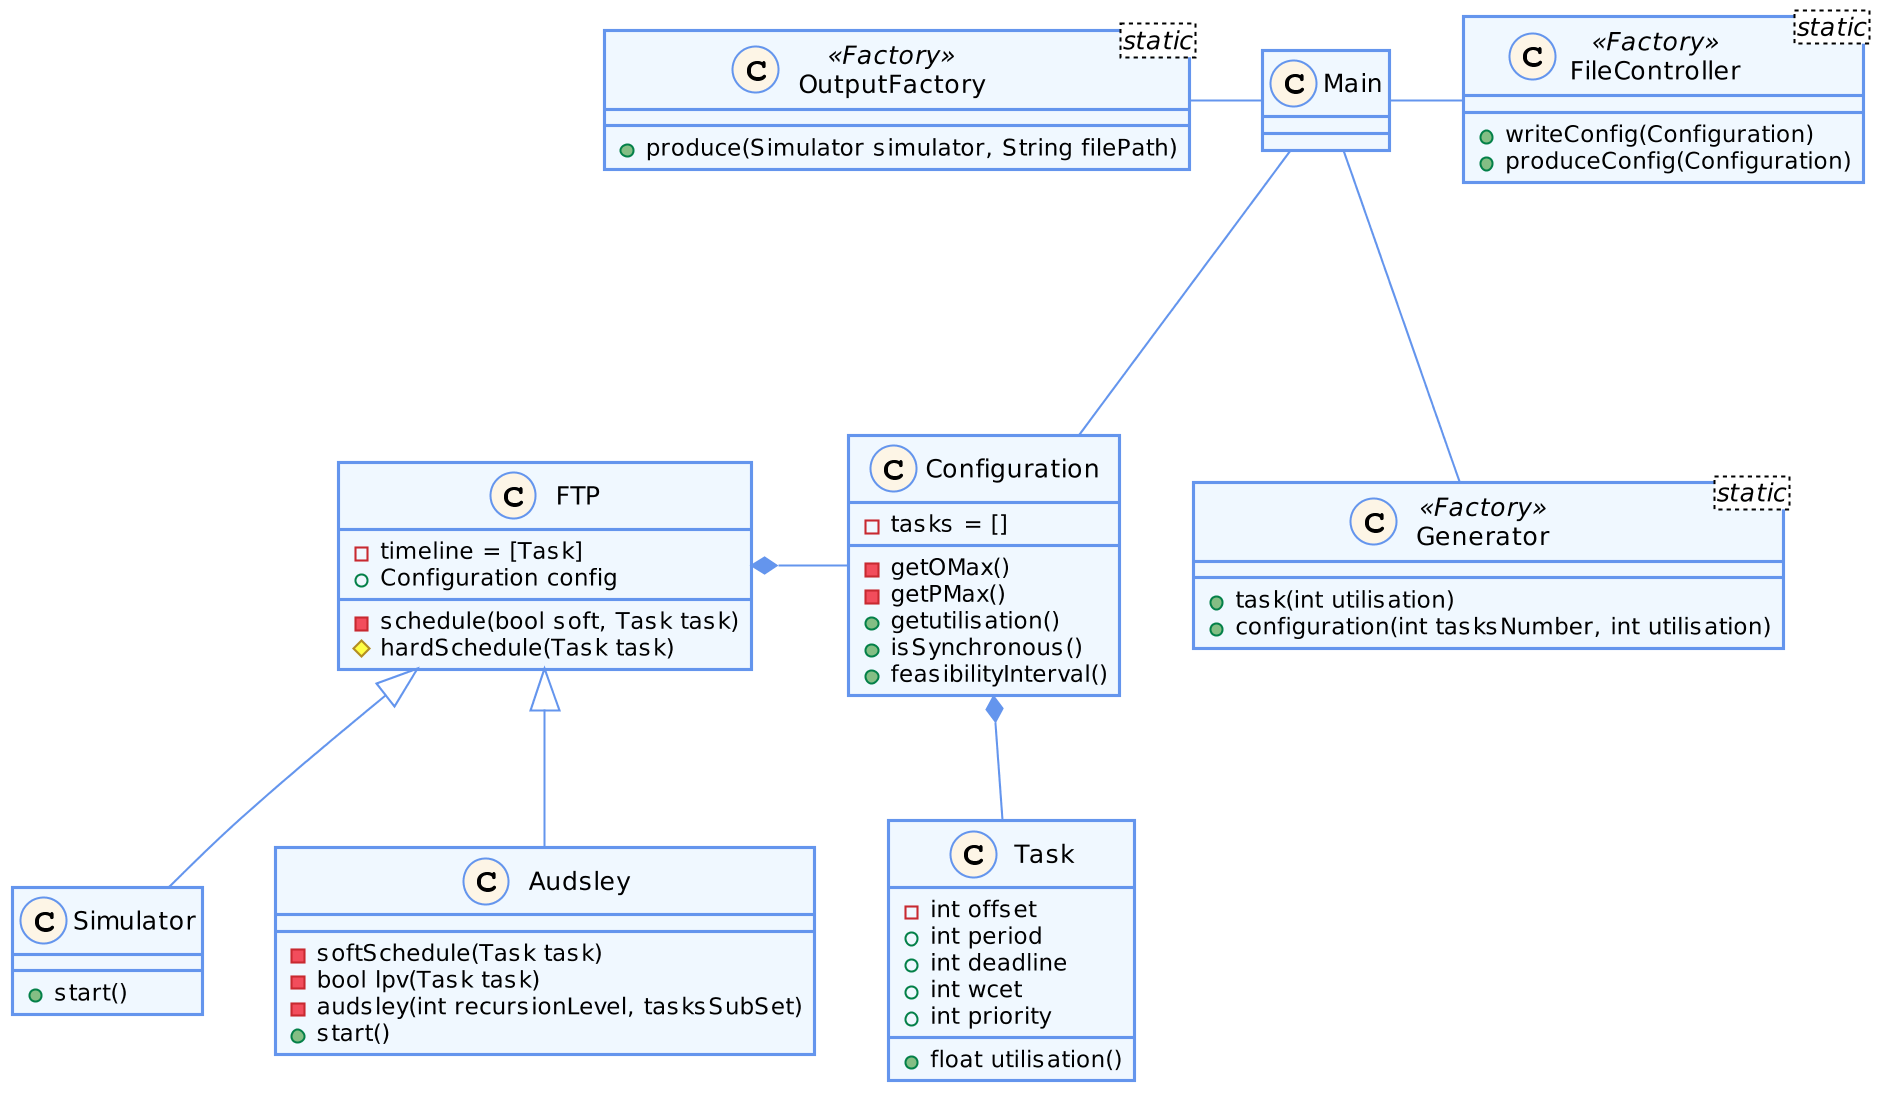 static
«Factory»
C OutputFactory
produce(Simulator simulator, String filePath)
C Main
static
«Factory»
C FileController
writeConfig(Configuration)
produceConfig(Configuration)
C FTP
timeline = [Task]
Configuration config
schedule(bool soft, Task task)
hardSchedule(Task task)
C Configuration
tasks = []
getOMax()
getPMax()
getutilisation()
isSynchronous()
feasibilityInterval()
static
«Factory»
C Generator
task(int utilisation)
configuration(int tasksNumber, int utilisation)
C Simulator
start()
C Audsley
softSchedule(Task task)
bool lpv(Task task)
audsley(int recursionLevel, tasksSubSet)
start()
C Task
int offset
int period
int deadline
int wcet
int priority
float utilisation()